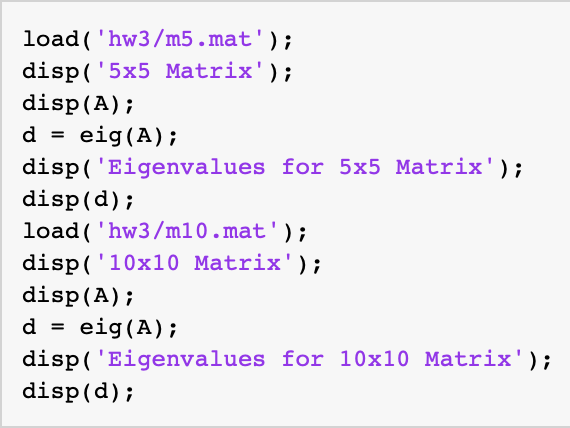 load('hw3/m5.mat');
disp('5x5 Matrix');
disp(A);
d = eig(A);
disp('Eigenvalues for 5x5 Matrix');
disp(d);
load('hw3/m10.mat');
disp('10x10 Matrix');
disp(A);
d = eig(A);
disp('Eigenvalues for 10x10 Matrix');
disp(d);